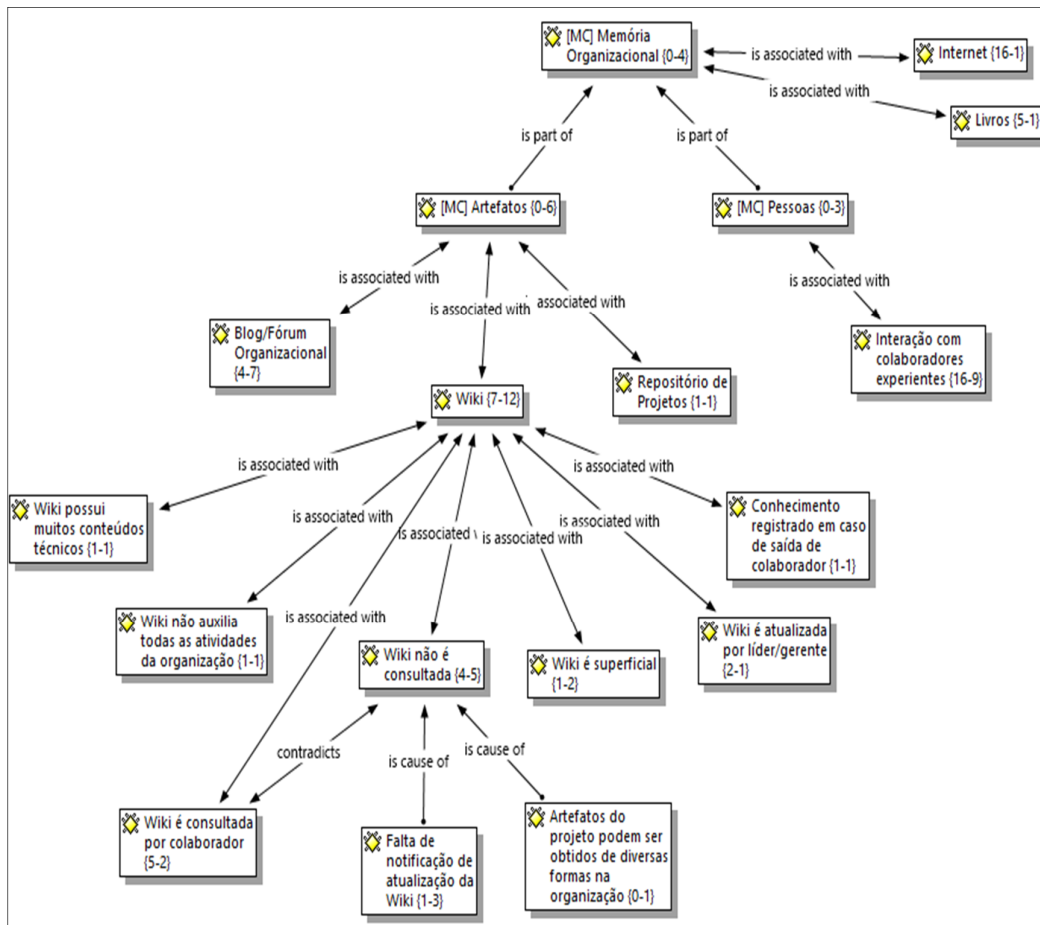 [MC] Memória
Organizacional {0-4}
is associated with
Internet {16-1}
is associated with
Livros {5-1}
is part of
is part of
[MC] Artefatos {0-6}
[MC] Pessoas {0-3}
is associated with
is associated with
associated with
is associated with
Blog/Fórum
Organizacional
{4-7}
Interação com
colaboradores
experientes {16-9}
Wiki {7-12}
Repositório de
Projetos {1-1}
is associated with
is associated with
Wiki possui
muitos conteúdos
técnicos {1-1}
is associated with
is associated
is associated with
is associated with
Conhecimento
registrado em caso
de saída de
colaborador {1-1}
is associated with
Wiki não auxilia
todas as atividades
da organização {1-1}
Wiki não é
consultada {4-5}
Wiki é superficial
{1-2}
Wiki é atualizada
por líder/gerente
{2-1}
contradicts
is cause of
is cause of
Wiki é consultada
por colaborador
{5-2}
Falta de
notificação de
atualização da
Wiki {1-3}
Artefatos do
projeto podem ser
obtidos de diversas
formas na
organização {0-1}